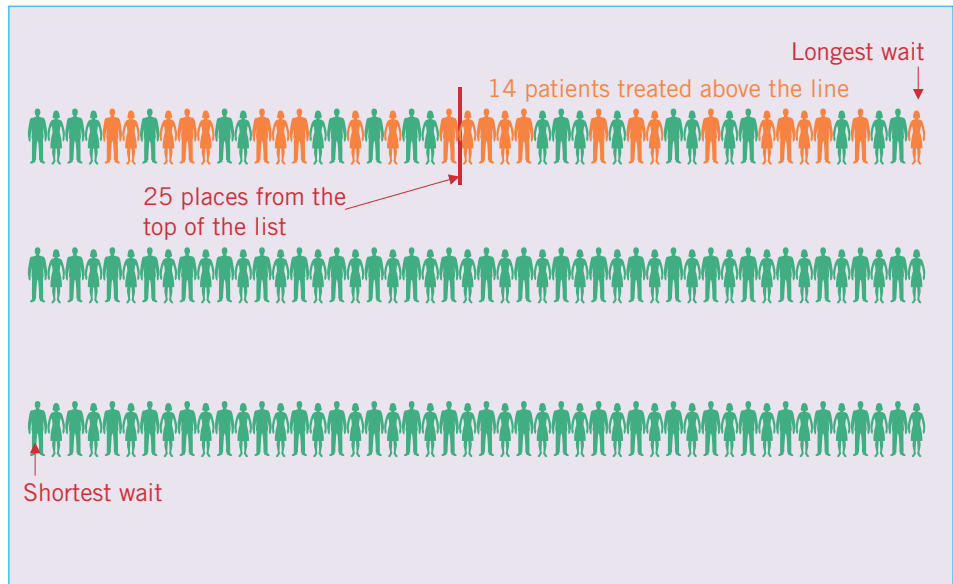 Longest wait
14 patients treated above the line
25 places from the
top of the list
Shortest wait